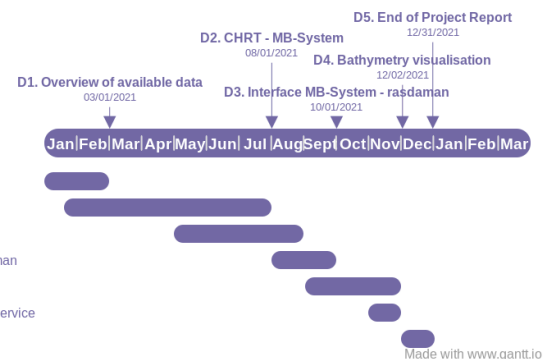 D5. End of Project Report
12/31/2021
D2. CHRT - MB-System
08/01/2021
D4. Bathymetry visualisation
12/02/2021
D1. Overview of available data
03/01/2021
D3. Interface MB-System - rasdaman
10/01/2021
Jan Feb Mar Apr May Jun Jul Aug Sept Oct Nov Dec Jan Feb Mar
nan
ervice
Made with www.gantt.io